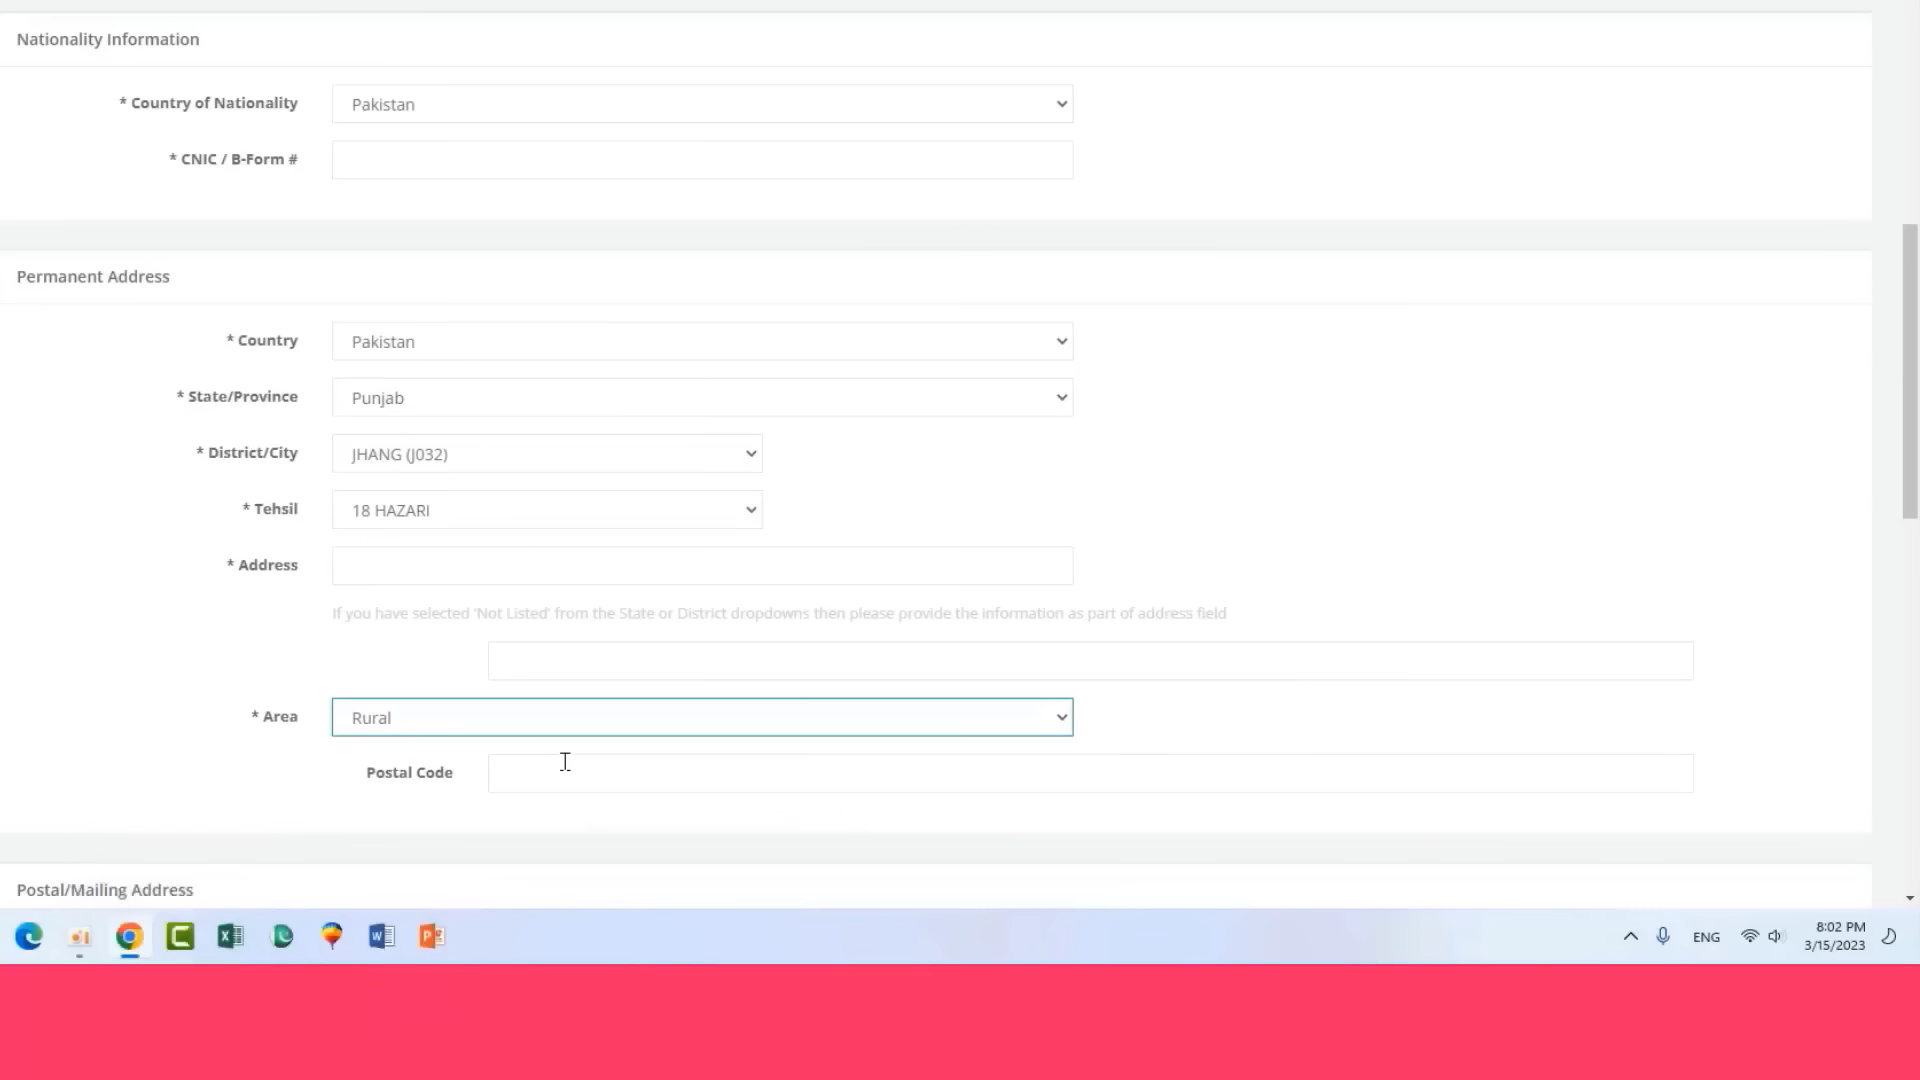 Nationality Information
* Country of Nationality Pakistan
* CNIC / B-Form #
Permanent Address
* Country Pakistan
* State/Province Punjab
* District/City JHANG (J032)
* Tehsil 18 HAZARI
* Address
If you have selected 'Not Listed' from the State or District dropdowns then please provide the information as part of address field
* Area Rural
Postal Code
Postal/Mailing Address
ENG
8:02 PM
3/15/2023